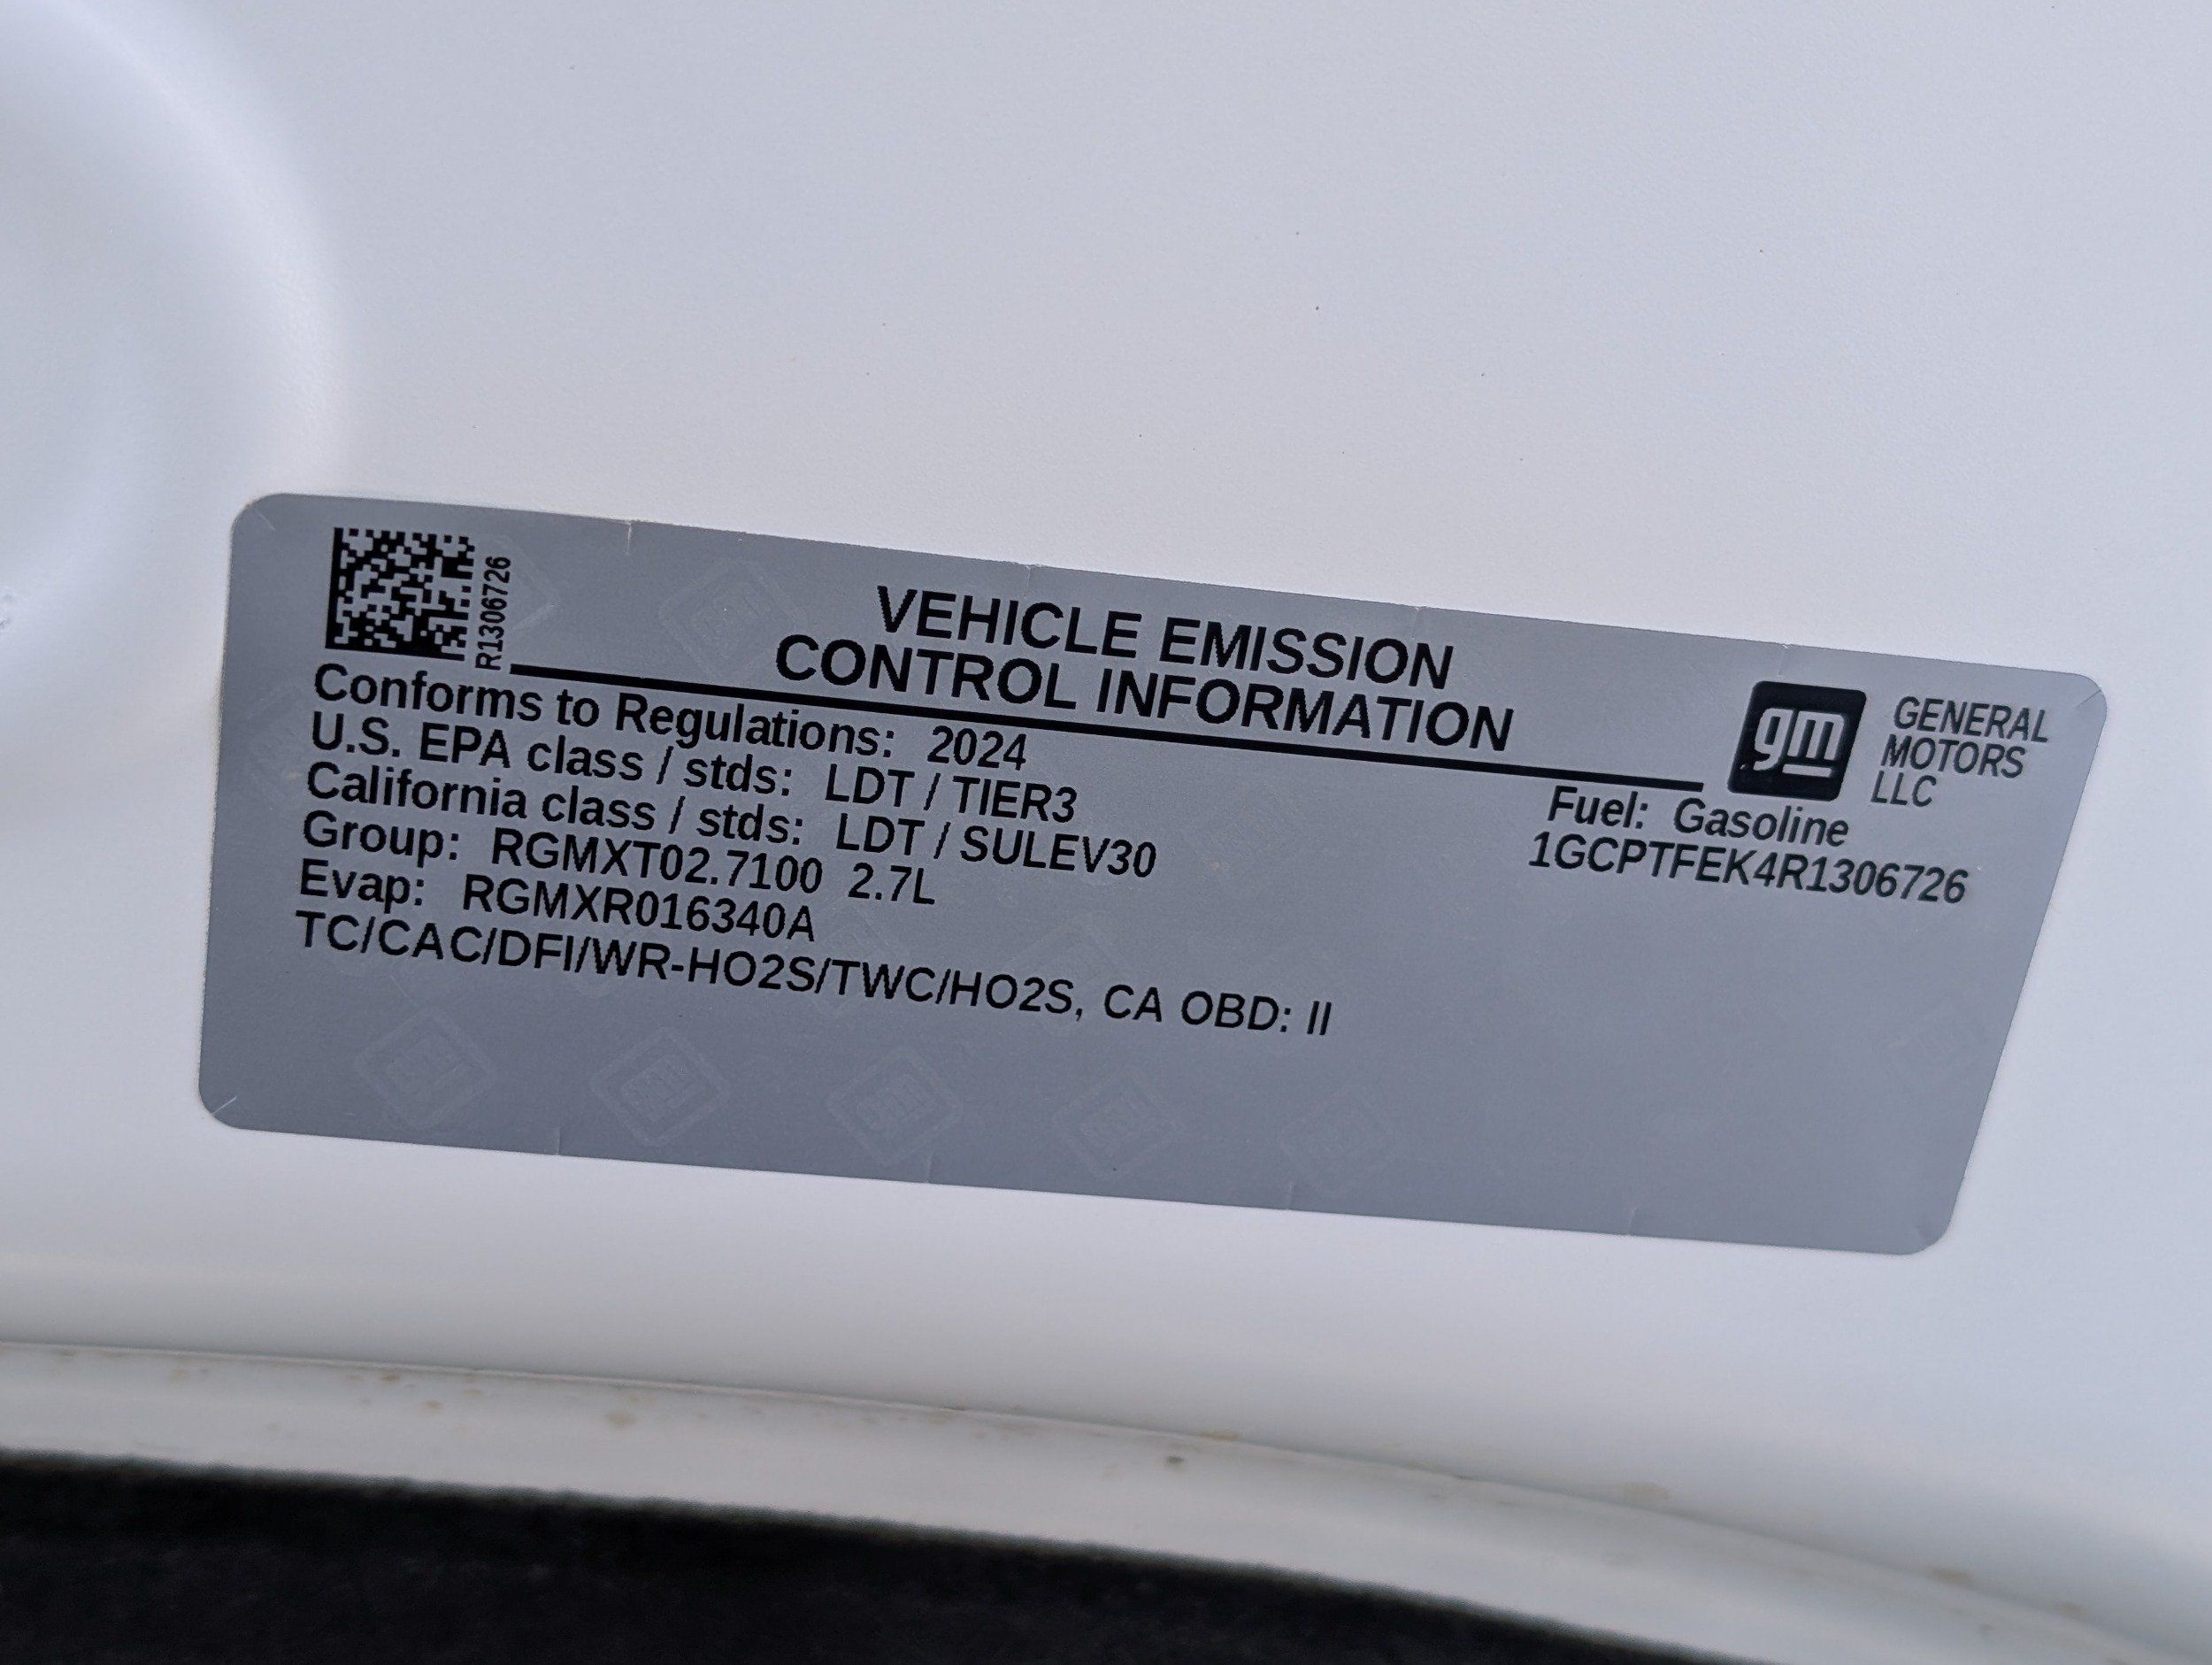 R1306726
VEHICLE EMISSION
CONTROL INFORMATION
gm
GENERAL
MOTORS
LLC
Conforms to Regulations: 2024
U.S. EPA class / stds: LDT / TIER3
California class / stds: LDT / SULEV30
Group: RGMXT02.7100 2.7L
Evap: RGMXR016340A
TC/CAC/DFI/WR-HO2S/TWC/HO2S, CA OBD: II
Fuel: Gasoline
1GCPTFEK4R1306726